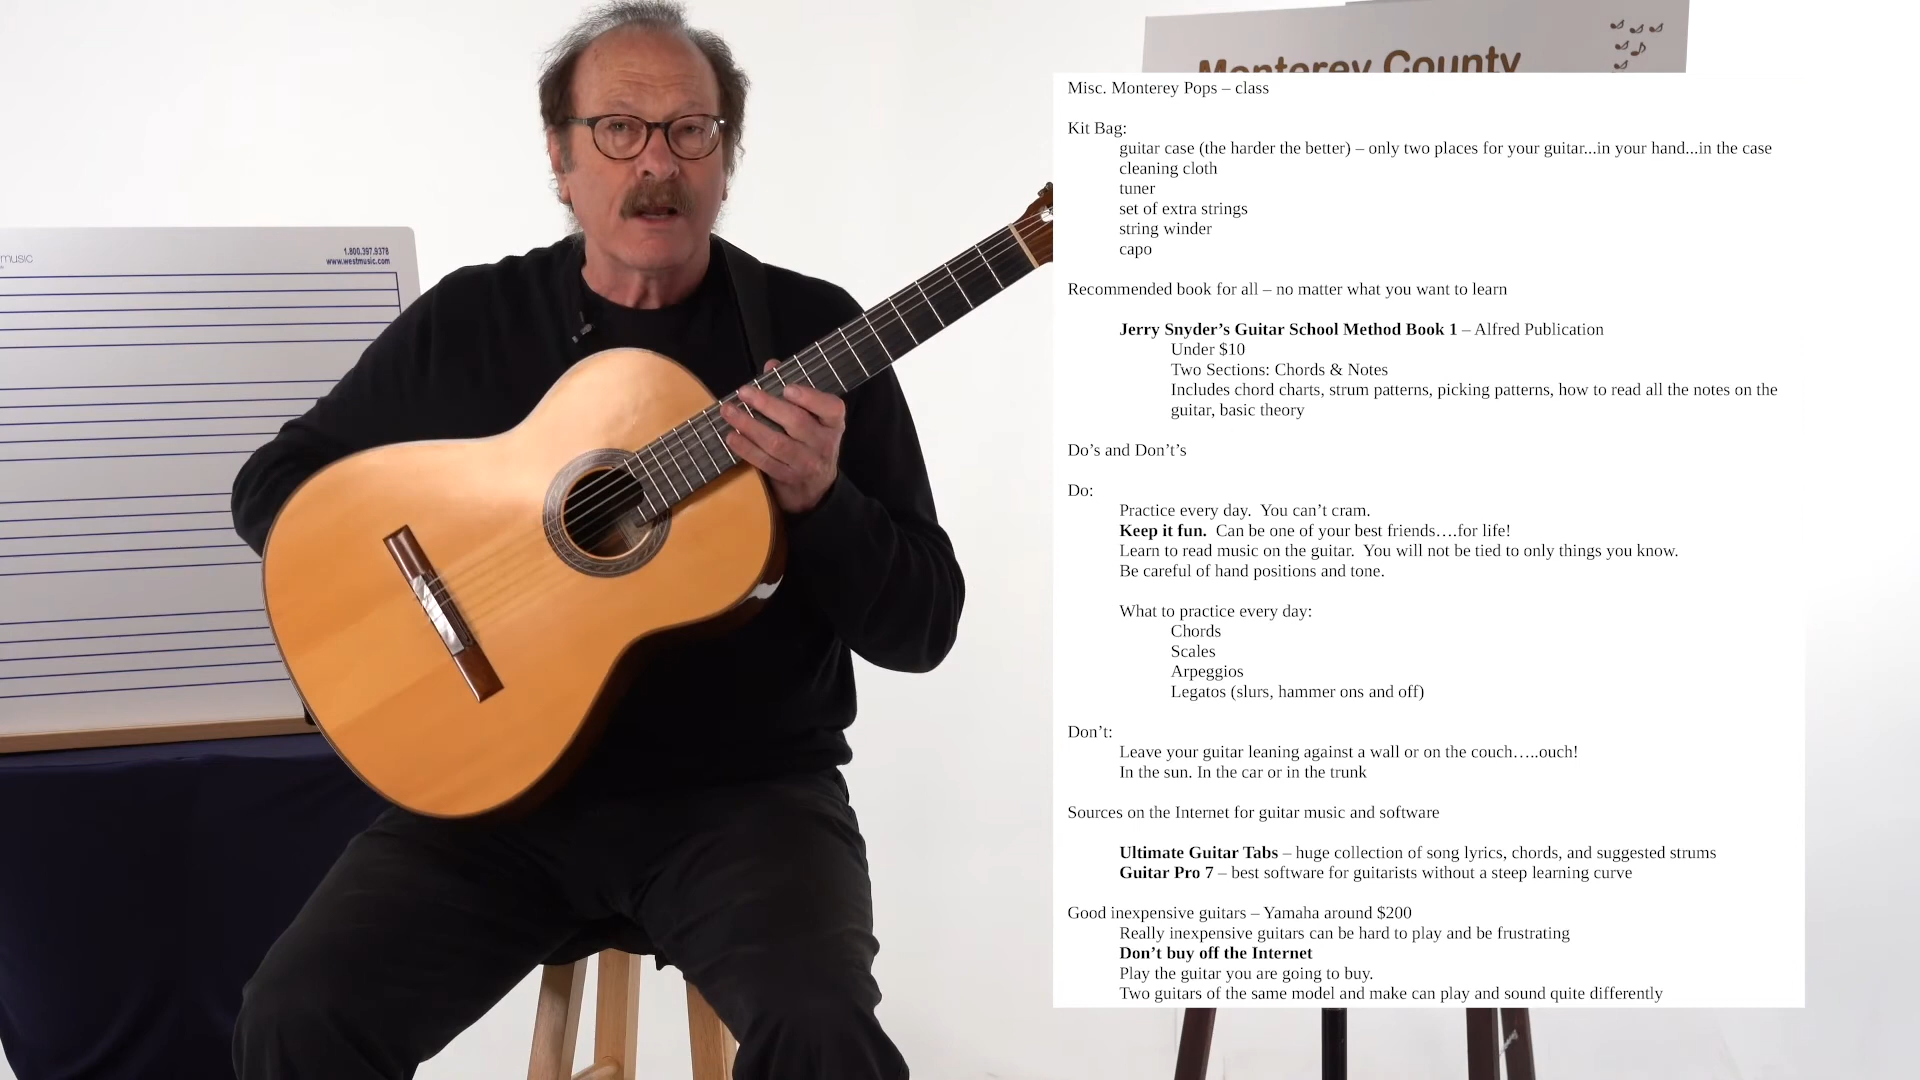 Monterey County
music
1.800.397.9378
www.westmusic.com
Misc. Monterey Pops – class
Kit Bag:
guitar case (the harder the better) – only two places for your guitar...in your hand...in the case
cleaning cloth
tuner
set of extra strings
string winder
capo
Recommended book for all – no matter what you want to learn
Jerry Snyder’s Guitar School Method Book 1 – Alfred Publication
Under $10
Two Sections: Chords & Notes
Includes chord charts, strum patterns, picking patterns, how to read all the notes on the
guitar, basic theory
Do’s and Don’t’s
Do:
Practice every day.  You can’t cram.
Keep it fun.  Can be one of your best friends….for life!
Learn to read music on the guitar.  You will not be tied to only things you know.
Be careful of hand positions and tone.
What to practice every day:
Chords
Scales
Arpeggios
Legatos (slurs, hammer ons and off)
Don’t:
Leave your guitar leaning against a wall or on the couch…..ouch!
In the sun. In the car or in the trunk
Sources on the Internet for guitar music and software
Ultimate Guitar Tabs – huge collection of song lyrics, chords, and suggested strums
Guitar Pro 7 – best software for guitarists without a steep learning curve
Good inexpensive guitars – Yamaha around $200
Really inexpensive guitars can be hard to play and be frustrating
Don’t buy off the Internet
Play the guitar you are going to buy.
Two guitars of the same model and make can play and sound quite differently